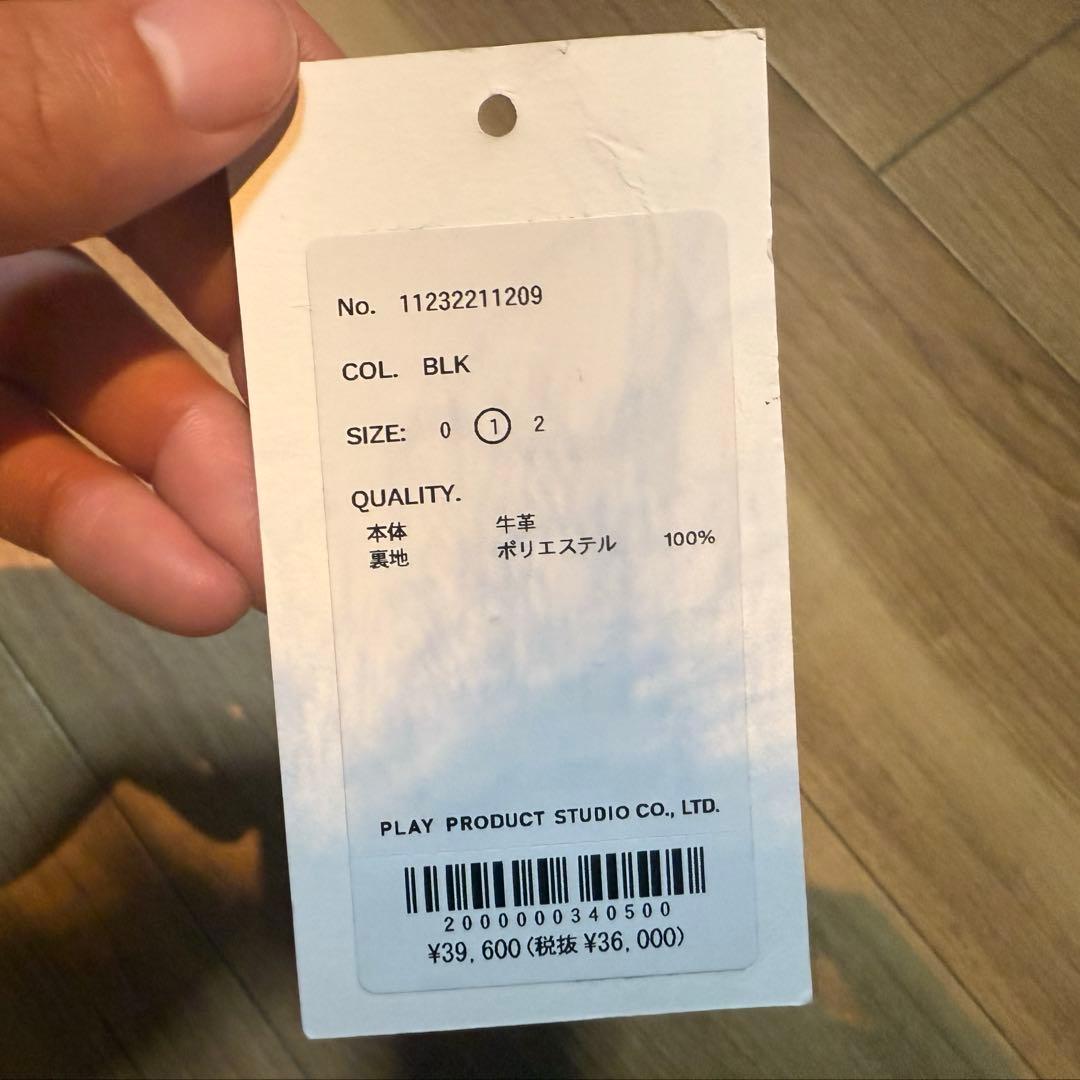 No. 11232211209
COL. BLK
SIZE: 0 1 2
QUALITY.
本体 牛革
裏地 ポリエステル 100%
PLAY PRODUCT STUDIO CO., LTD.
2000000340500
¥39,600(税抜 ¥36,000)